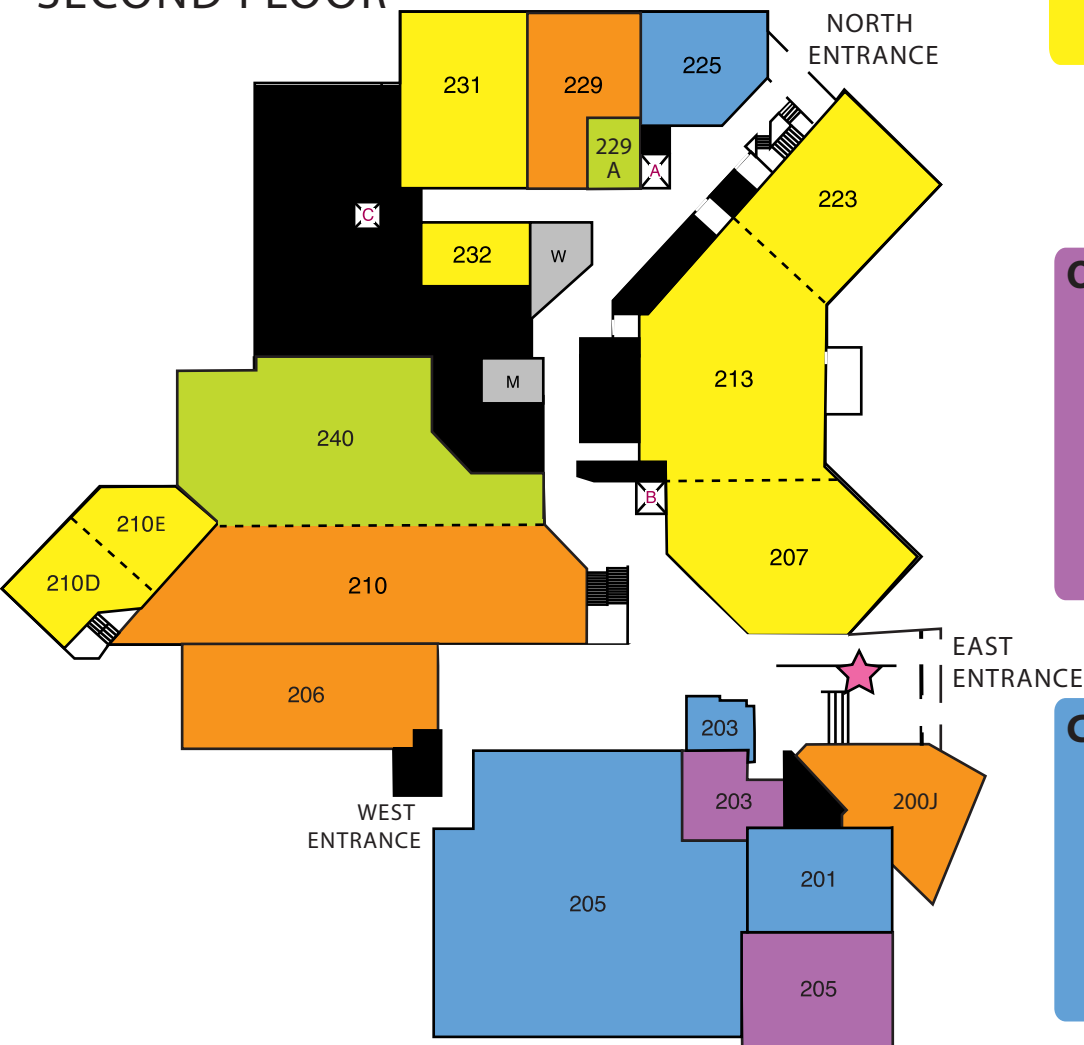 SECOND FLOOR
NORTH
ENTRANCE
231
229
225
229
A
A
223
C
232
W
213
M
240
B
210E
210D
210
207
EAST
ENTRANCE
206
203
203
200J
WEST
ENTRANCE
201
205
205